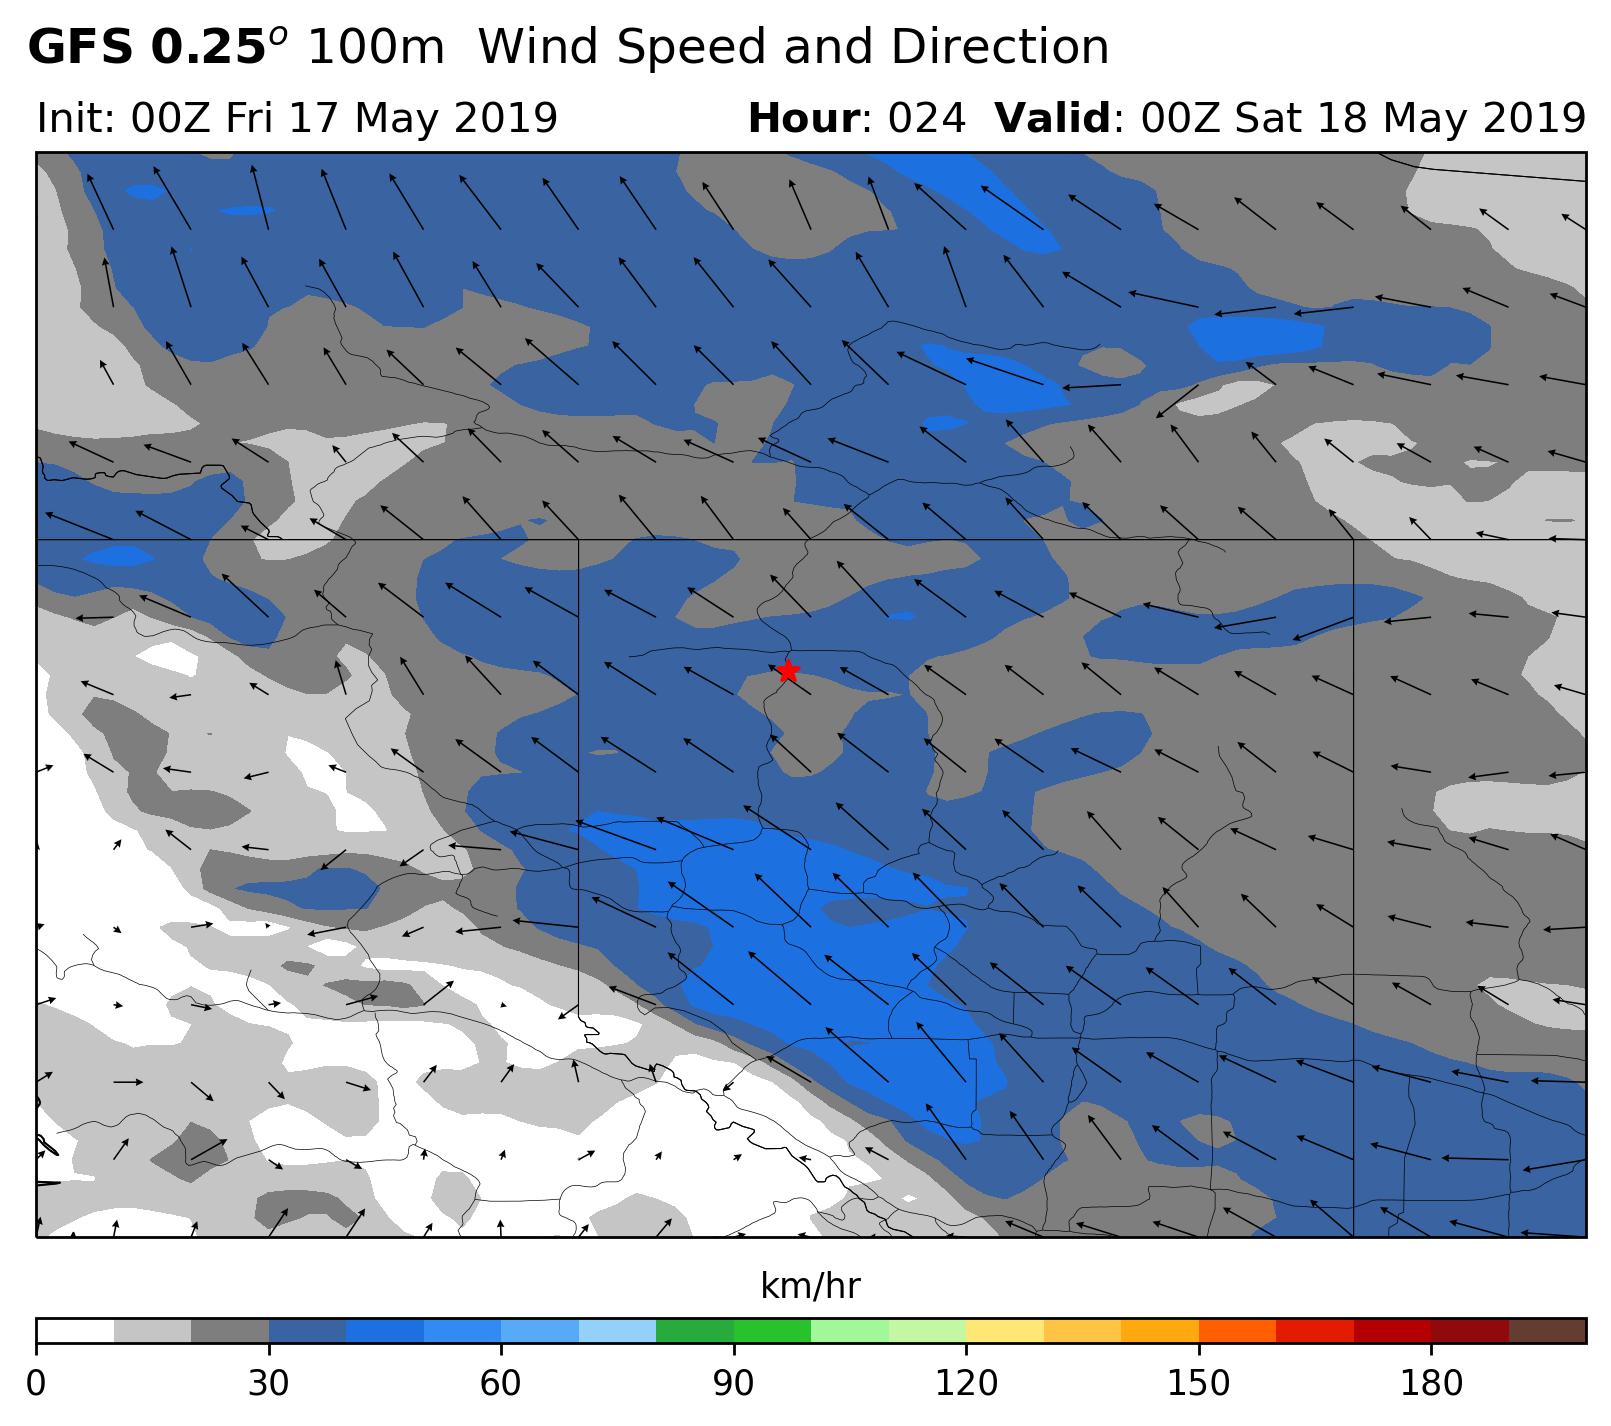 GFS 0.25° 100m  Wind Speed and Direction
Init: 00Z Fri 17 May 2019
Hour: 024  Valid: 00Z Sat 18 May 2019
km/hr
0 30 60 90 120 150 180